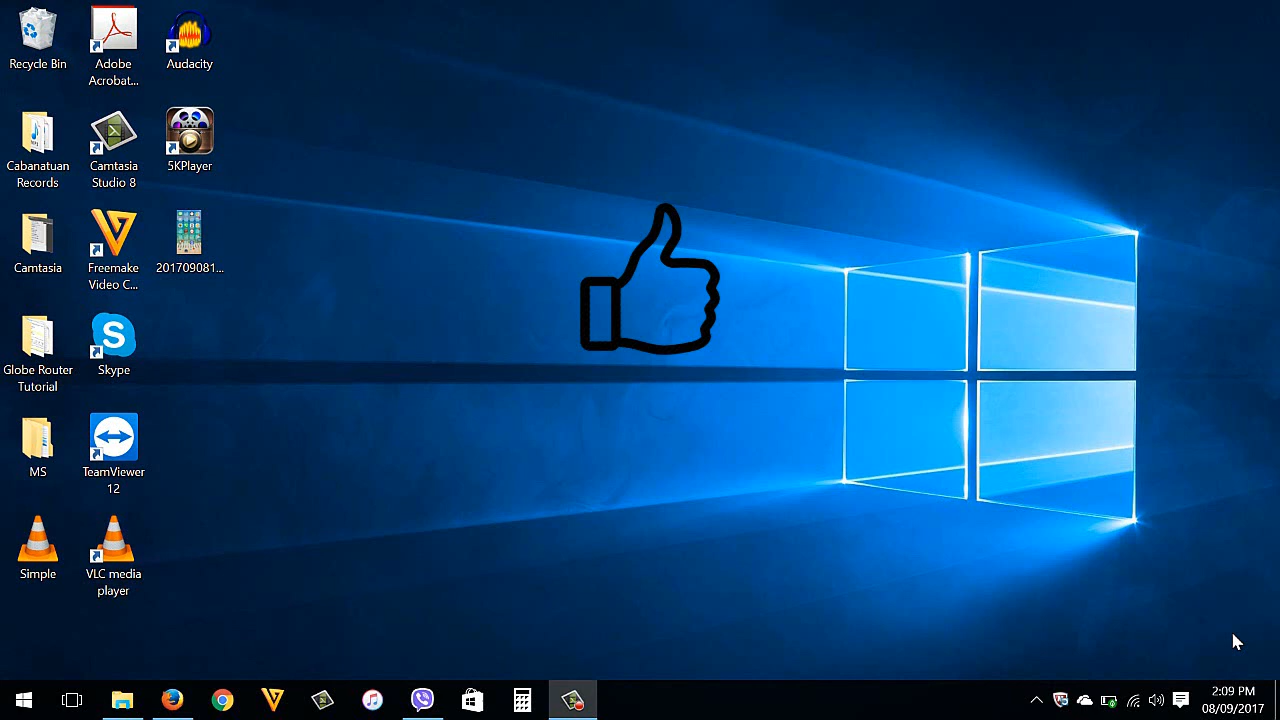 Recycle Bin
Adobe
Acrobat...
Audacity
Cabanatuan
Records
Camtasia
Studio 8
5KPlayer
Camtasia
Freemake
Video C...
201709081...
Globe Router
Tutorial
Skype
MS
TeamViewer
12
Simple
VLC media
player
2:09 PM
08/09/2017